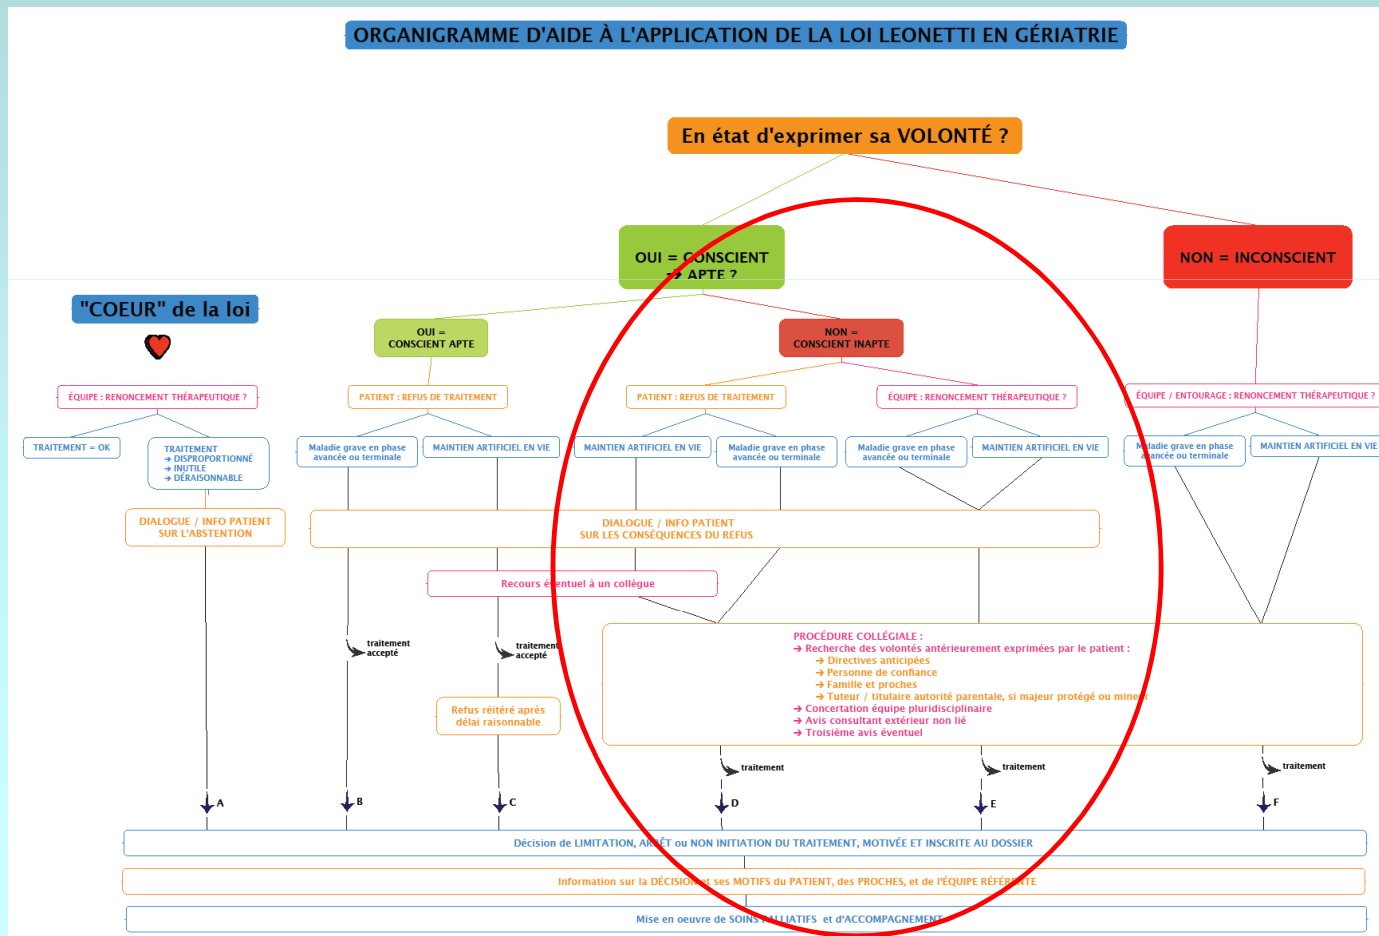 ORGANIGRAMME D'AIDE À L'APPLICATION DE LA LOI LEONETTI EN GÉRIATRIE
En état d'exprimer sa VOLONTÉ ?
OUI = CONSCIENT
→ APTE ?
NON = INCONSCIENT
"COEUR" de la loi
OUI =
CONSCIENT APTE
NON =
CONSCIENT INAPTE
ÉQUIPE : RENONCEMENT THÉRAPEUTIQUE ?
PATIENT : REFUS DE TRAITEMENT
PATIENT : REFUS DE TRAITEMENT
ÉQUIPE : RENONCEMENT THÉRAPEUTIQUE ?
ÉQUIPE / ENTOURAGE : RENONCEMENT THÉRAPEUTIQUE ?
TRAITEMENT = OK
TRAITEMENT
→ DISPROPORTIONNÉ
→ INUTILE
→ DÉRAISONNABLE
Maladie grave en phase
avancée ou terminale
MAINTIEN ARTIFICIEL EN VIE
MAINTIEN ARTIFICIEL EN VIE
Maladie grave en phase
avancée ou terminale
Maladie grave en phase
avancée ou terminale
MAINTIEN ARTIFICIEL EN VIE
Maladie grave en phase
avancée ou terminale
MAINTIEN ARTIFICIEL EN VIE
DIALOGUE / INFO PATIENT
SUR L'ABSTENTION
DIALOGUE / INFO PATIENT
SUR LES CONSÉQUENCES DU REFUS
Recours éventuel à un collègue
traitement
accepté
traitement
accepté
PROCÉDURE COLLÉGIALE :
→ Recherche des volontés antérieurement exprimées par le patient :
→ Directives anticipées
→ Personne de confiance
→ Famille et proches
→ Tuteur / titulaire autorité parentale, si majeur protégé ou mineur
→ Concertation équipe pluridisciplinaire
→ Avis consultant extérieur non lié
→ Troisième avis éventuel
Refus réitéré après
délai raisonnable
traitement
traitement
traitement
A
B
C
D
E
F
Décision de LIMITATION, ARRÊT ou NON INITIATION DU TRAITEMENT, MOTIVÉE ET INSCRITE AU DOSSIER
Information sur la DÉCISION et ses MOTIFS du PATIENT, des PROCHES, et de l'ÉQUIPE RÉFÉRENTE
Mise en oeuvre de SOINS PALLIATIFS et d'ACCOMPAGNEMENT